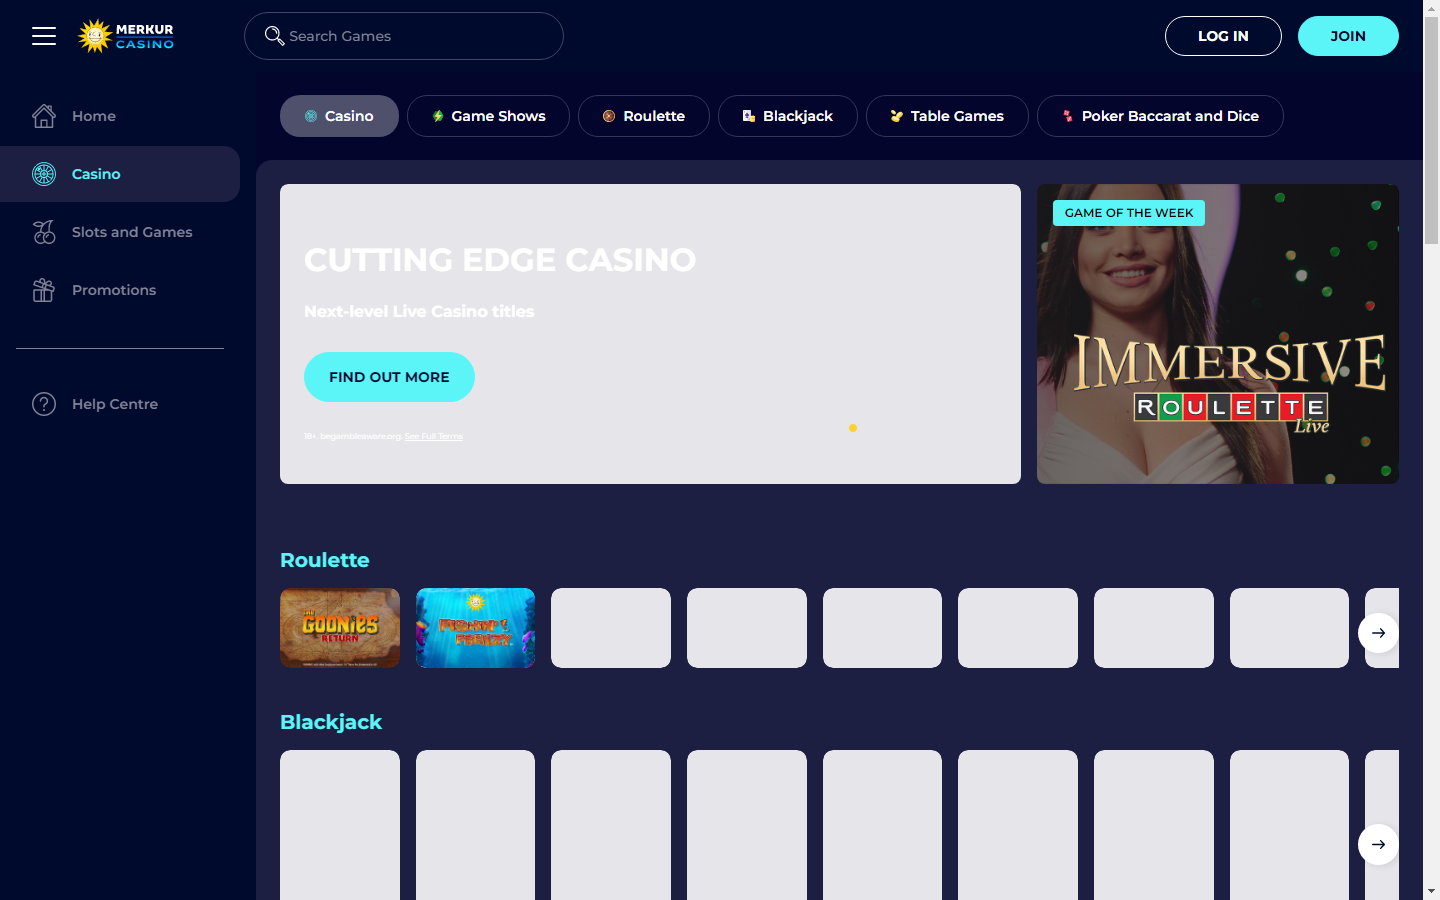 MERKUR
CASINO
Search Games
LOG IN
JOIN
Home
Casino
Slots and Games
Promotions
Help Centre
Casino
Game Shows
Roulette
Blackjack
Table Games
Poker Baccarat and Dice
CUTTING EDGE CASINO
Next-level Live Casino titles
FIND OUT MORE
18+. begambleaware.org. See Full Terms
GAME OF THE WEEK
IMMERSIVE
ROULETTE
Live
Roulette
THE
GOONIES
RETURN
FISHIN' FRENZY
Blackjack